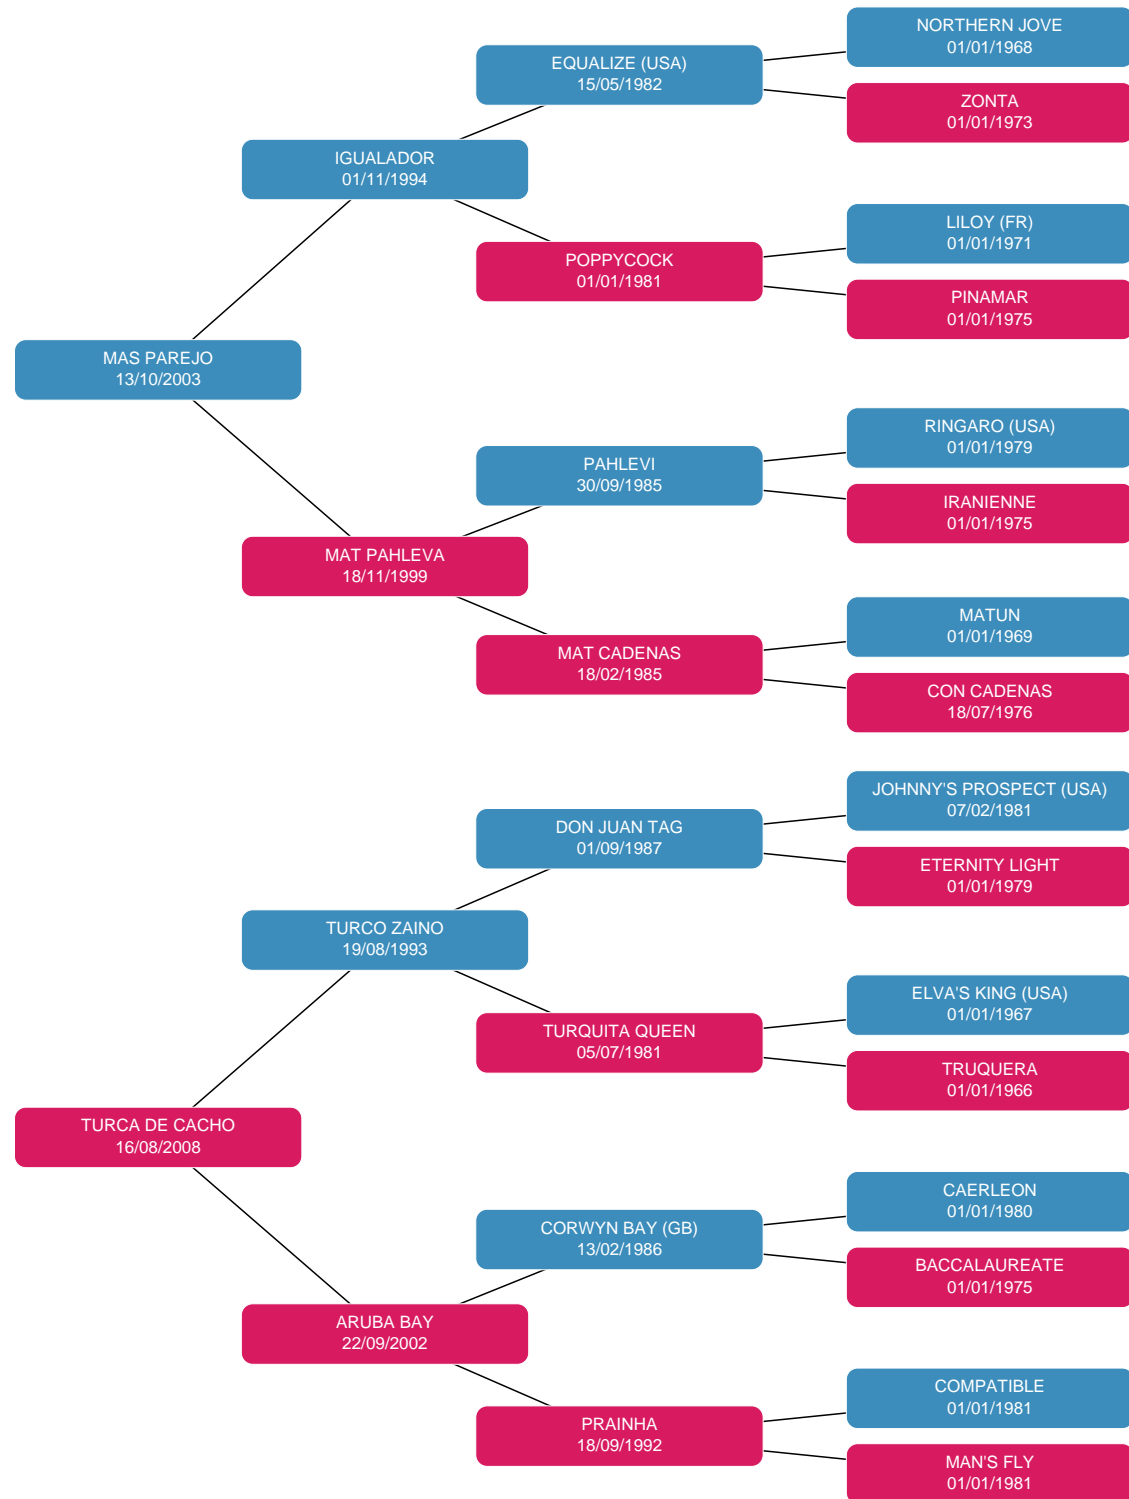 NORTHERN JOVE
01/01/1968
EQUALIZE (USA)
15/05/1982
ZONTA
01/01/1973
IGUALADOR
01/11/1994
LILOY (FR)
01/01/1971
POPPYCOCK
01/01/1981
PINAMAR
01/01/1975
MAS PAREJO
13/10/2003
RINGARO (USA)
01/01/1979
PAHLEVI
30/09/1985
IRANIENNE
01/01/1975
MAT PAHLEVA
18/11/1999
MATUN
01/01/1969
MAT CADENAS
18/02/1985
CON CADENAS
18/07/1976
JOHNNY'S PROSPECT (USA)
07/02/1981
DON JUAN TAG
01/09/1987
ETERNITY LIGHT
01/01/1979
TURCO ZAINO
19/08/1993
ELVA'S KING (USA)
01/01/1967
TURQUITA QUEEN
05/07/1981
TRUQUERA
01/01/1966
TURCA DE CACHO
16/08/2008
CAERLEON
01/01/1980
CORWYN BAY (GB)
13/02/1986
BACCALAUREATE
01/01/1975
ARUBA BAY
22/09/2002
COMPATIBLE
01/01/1981
PRAINHA
18/09/1992
MAN'S FLY
01/01/1981